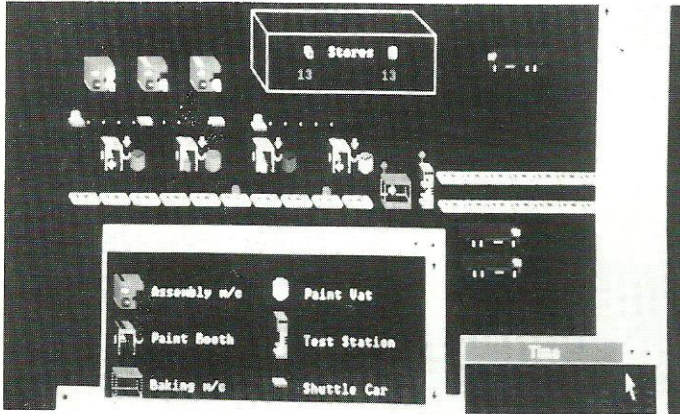 Stores
13 13
Assembly m/c Paint Vat
Paint Booth Test Station
Baking m/c Shuttle Car
Time